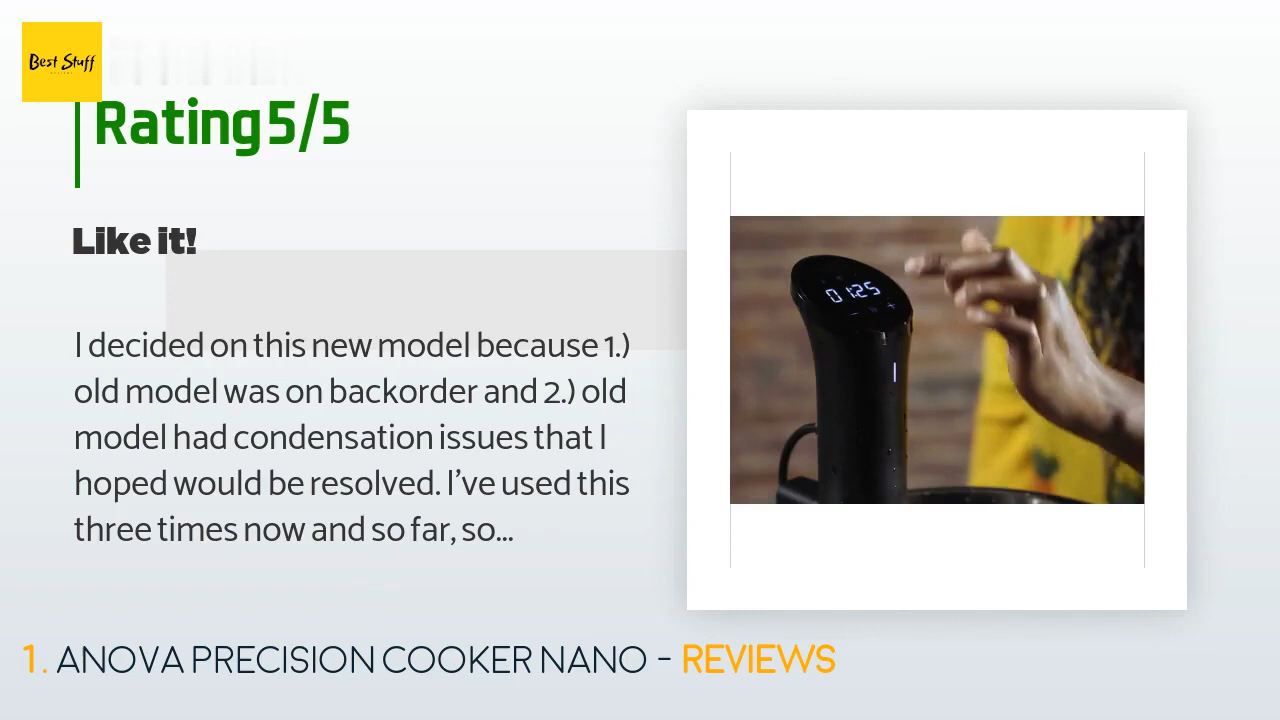 Best Stuff
Rating 5/5
Like it!
I decided on this new model because 1.)
old model was on backorder and 2.) old
model had condensation issues that I
hoped would be resolved. I've used this
three times now and so far, so...
01:25
1. ANOVA PRECISION COOKER NANO - REVIEWS